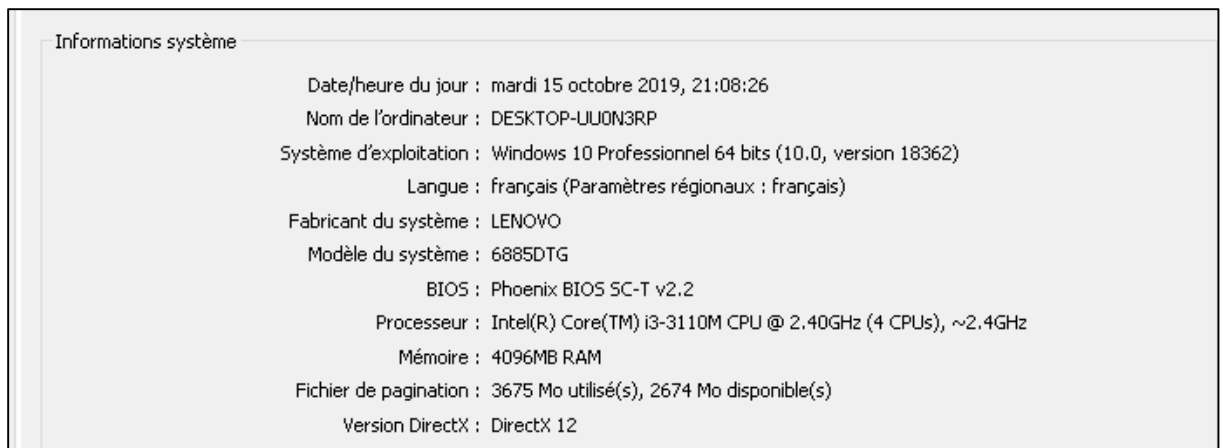 Informations système
Date/heure du jour : mardi 15 octobre 2019, 21:08:26
Nom de l'ordinateur : DESKTOP-UU0N3RP
Système d'exploitation : Windows 10 Professionnel 64 bits (10.0, version 18362)
Langue : français (Paramètres régionaux : français)
Fabricant du système : LENOVO
Modèle du système : 6885DTG
BIOS : Phoenix BIOS SC-T v2.2
Processeur : Intel(R) Core(TM) i3-3110M CPU @ 2.40GHz (4 CPUs), ~2.4GHz
Mémoire : 4096MB RAM
Fichier de pagination : 3675 Mo utilisé(s), 2674 Mo disponible(s)
Version DirectX : DirectX 12